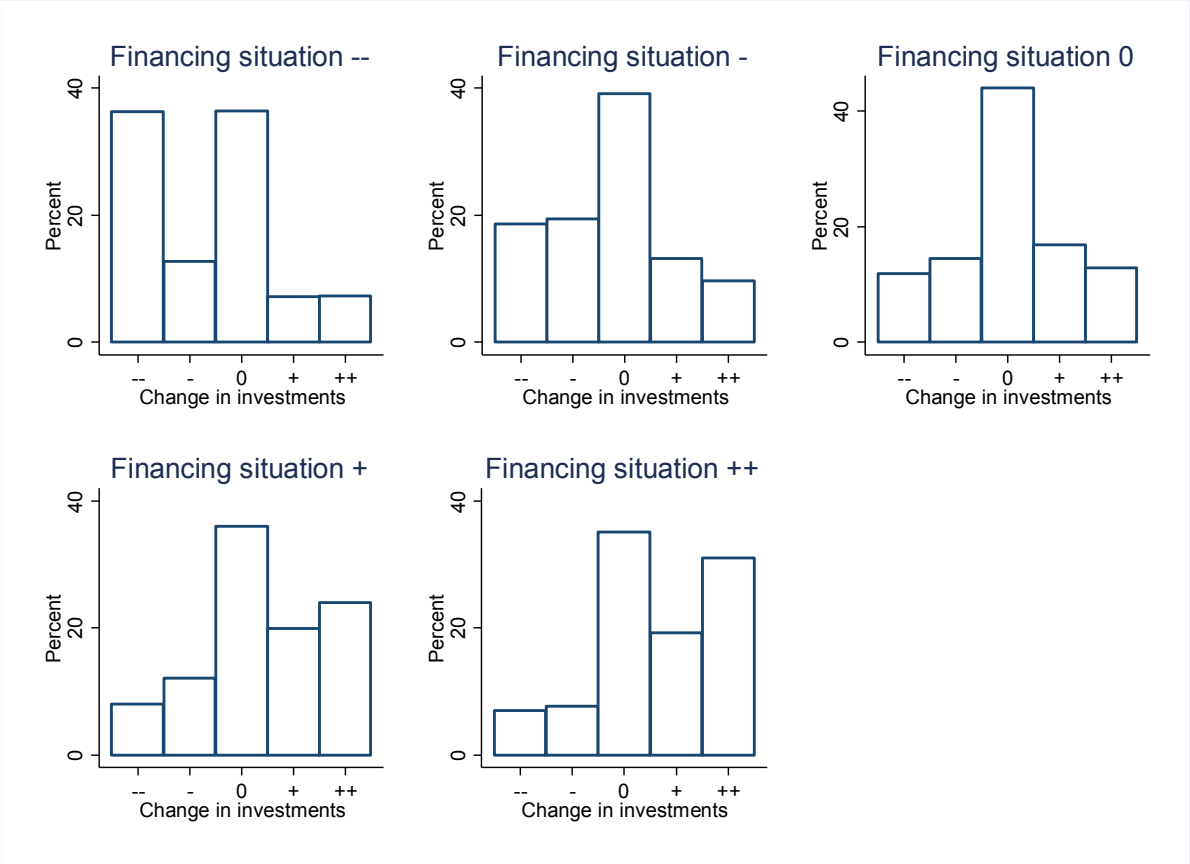 Financing situation --
40
20
0
Percent
-- - 0 + ++
Change in investments
Financing situation -
40
20
0
Percent
-- - 0 + ++
Change in investments
Financing situation 0
40
20
0
Percent
-- - 0 + ++
Change in investments
Financing situation +
40
20
0
Percent
-- - 0 + ++
Change in investments
Financing situation ++
40
20
0
Percent
-- - 0 + ++
Change in investments